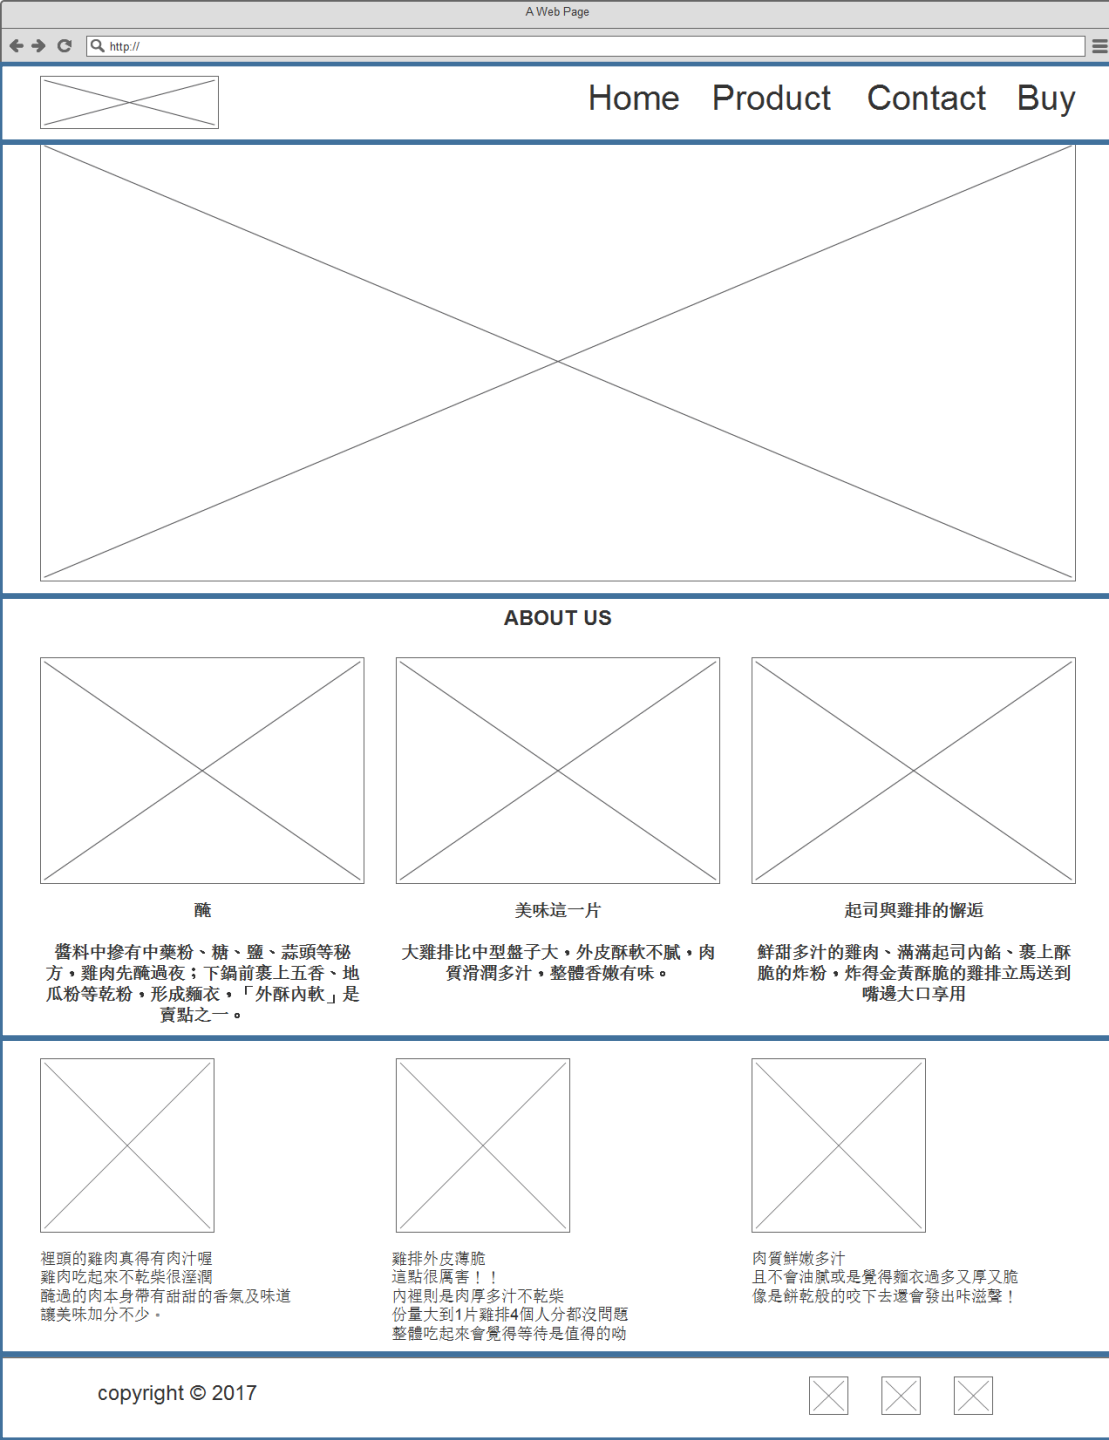 A Web Page
http://
Home Product Contact Buy
ABOUT US
醃
醬料中摻有中藥粉、糖、鹽、蒜頭等秘
方，雞肉先醃過夜；下鍋前裹上五香、地
瓜粉等乾粉，形成麵衣，「外酥內軟」是
賣點之一。
美味這一片
大雞排比中型盤子大，外皮酥軟不膩，肉
質滑潤多汁，整體香嫩有味。
起司與雞排的懈逅
鮮甜多汁的雞肉、滿滿起司內餡、裹上酥
脆的炸粉，炸得金黃酥脆的雞排立馬送到
嘴邊大口享用
裡頭的雞肉真得有肉汁喔
雞肉吃起來不乾柴很溼潤
醃過的肉本身帶有甜甜的香氣及味道
讓美味加分不少。
雞排外皮薄脆
這點很厲害！！
內裡則是肉厚多汁不乾柴
份量大到1片雞排4個人分都沒問題
整體吃起來會覺得等待是值得的呦
肉質鮮嫩多汁
且不會油膩或是覺得麵衣過多又厚又脆
像是餅乾般的咬下去還會發出咔滋聲！
copyright © 2017